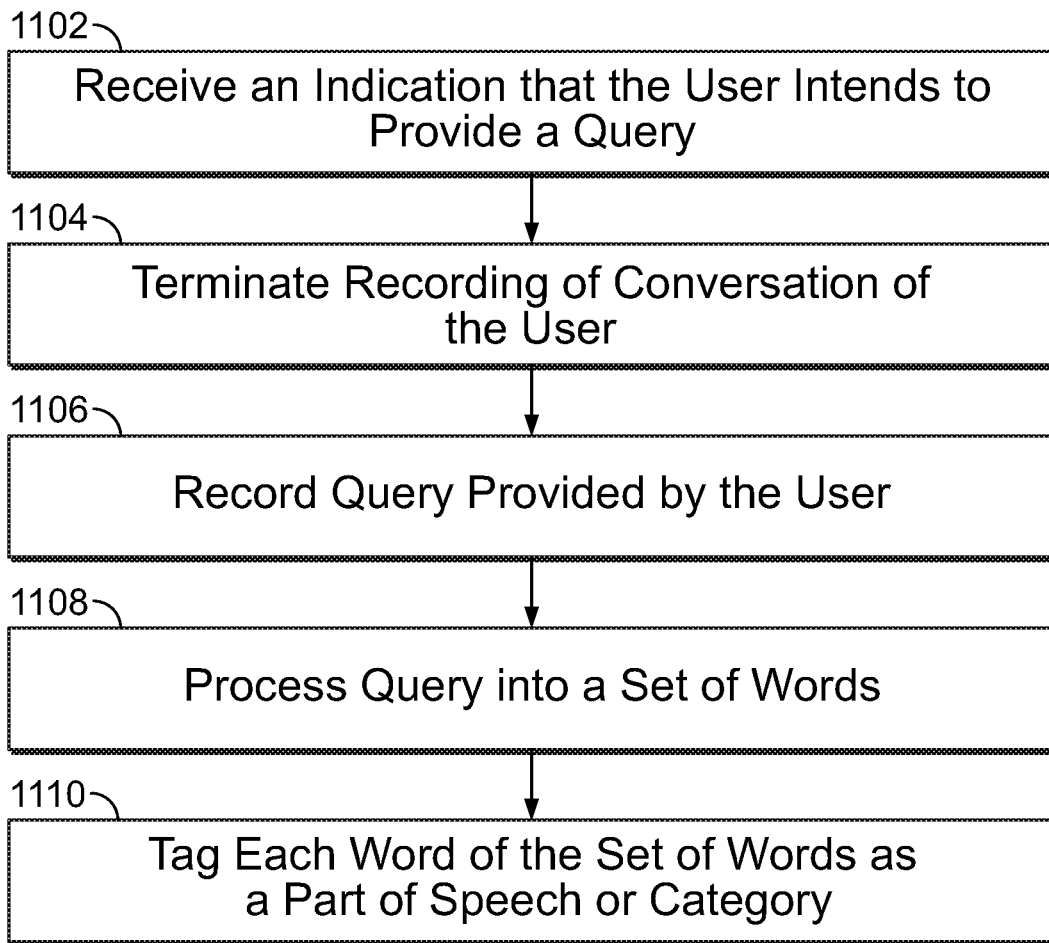 1102
Receive an Indication that the User Intends to
Provide a Query
1104
Terminate Recording of Conversation of
the User
1106
Record Query Provided by the User
1108
Process Query into a Set of Words
1110
Tag Each Word of the Set of Words as
a Part of Speech or Category